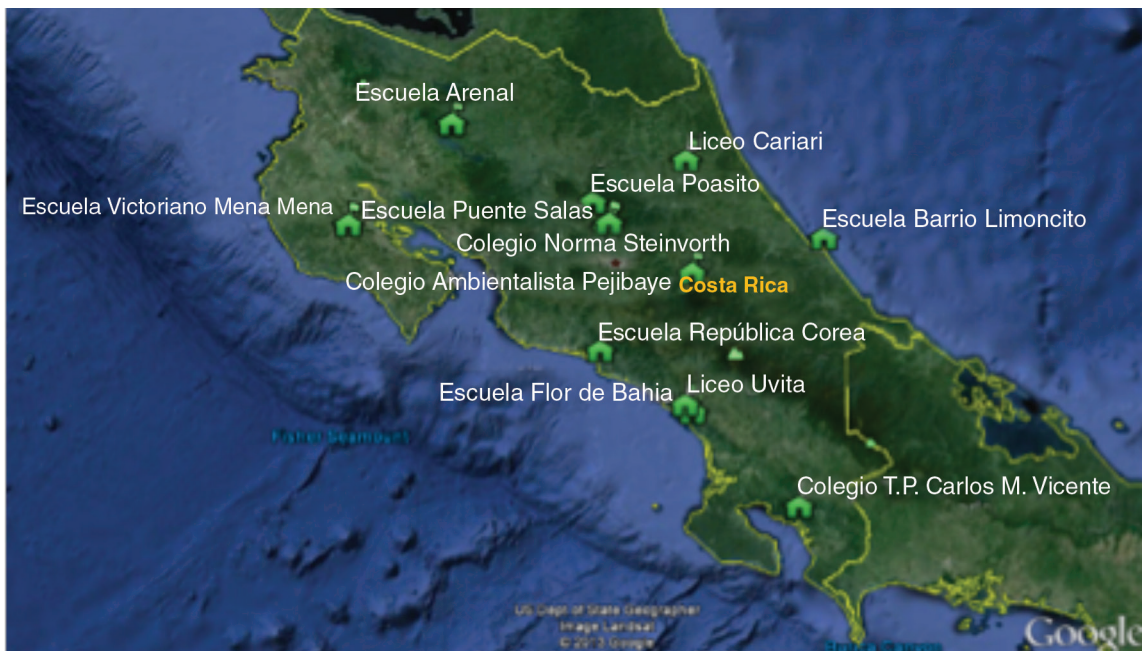 Escuela Arenal
Liceo Cariari
Escuela Poasito
Escuela Victoriano Mena Mena
Escuela Puente Salas
Escuela Barrio Limoncito
Colegio Norma Steinvorth
Colegio Ambientalista Pejibaye
Costa Rica
Escuela República Corea
Liceo Uvita
Escuela Flor de Bahia
Fisher Seamount
Colegio T.P. Carlos M. Vicente
US Dept of State Geographer
Image Landsat
© 2013 Google
Google